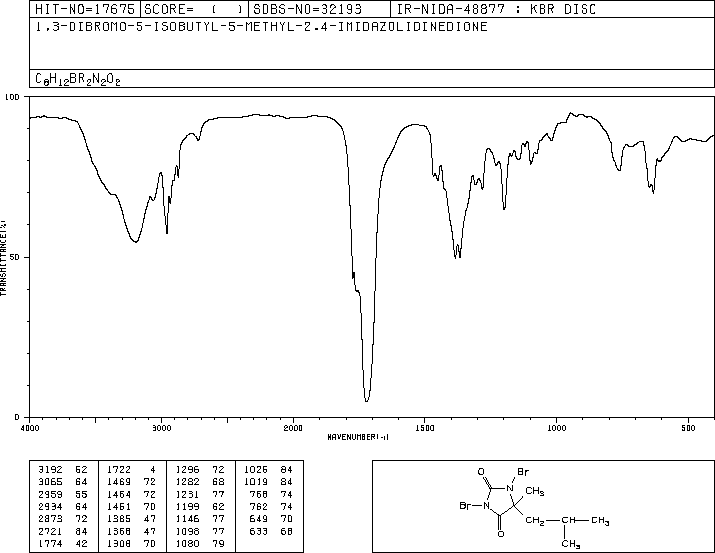 HIT-NO=17675 SCORE= ( ) SDBS-NO=32193 IR-NIDA-48877 : KBR DISC
1,3-DIBROMO-5-ISOBUTYL-5-METHYL-2,4-IMIDAZOLIDINEDIONE
C8H12BR2N2O2
100
50
0
TRANSMITTANCE(%)
4000 3000 2000 1500 1000 500
WAVENUMBER(-1)
3192 52 1722 4 1296 72 1026 84
3065 64 1469 72 1282 68 1019 84
2959 55 1464 72 1231 77 768 74
2934 64 1451 70 1199 62 762 74
2873 72 1385 47 1146 77 649 70
2721 84 1368 47 1098 77 633 68
1774 42 1308 70 1080 79
O Br
N
CH3
Br N
O CH2 CH CH3
CH3